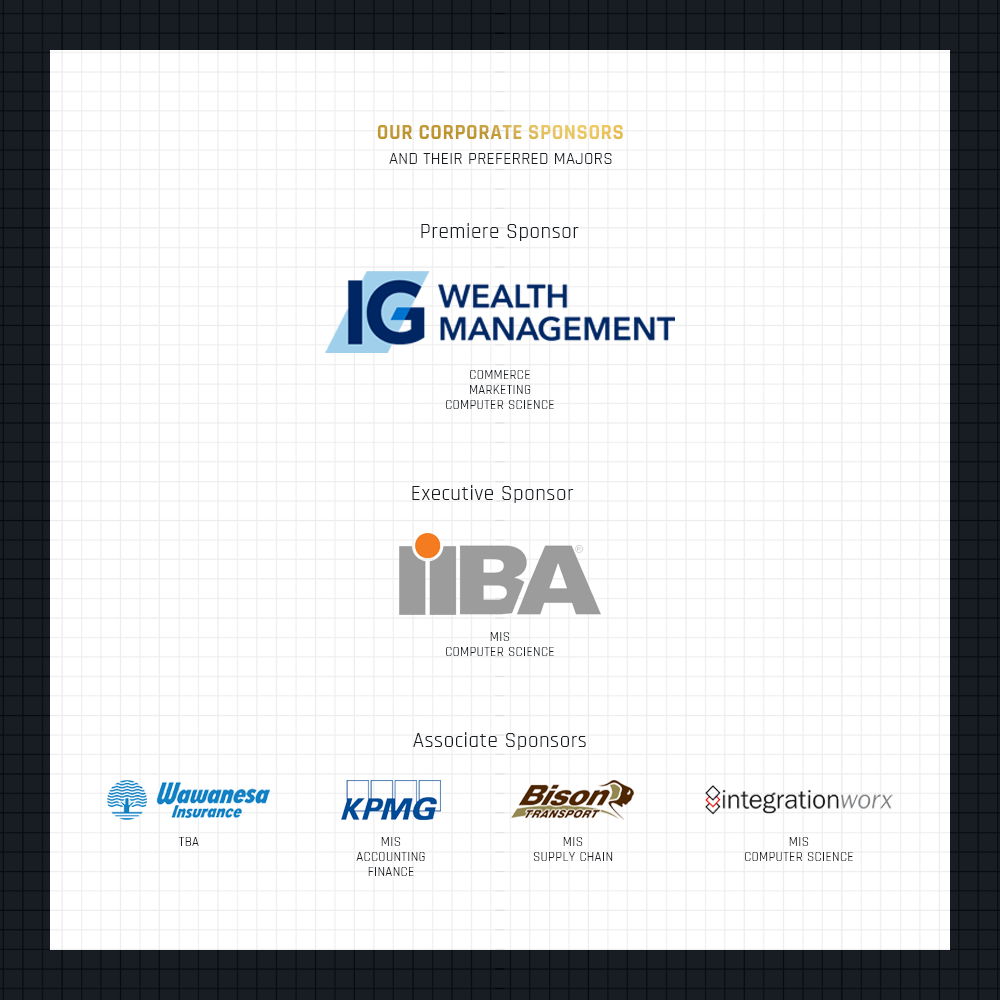 OUR CORPORATE SPONSORS
AND THEIR PREFERRED MAJORS
Premiere Sponsor
IG WEALTH
MANAGEMENT
COMMERCE
MARKETING
COMPUTER SCIENCE
Executive Sponsor
iiBA®
MIS
COMPUTER SCIENCE
Associate Sponsors
Wawanesa
Insurance
TBA
KPMG
MIS
ACCOUNTING
FINANCE
Bison
TRANSPORT
MIS
SUPPLY CHAIN
integrationworx
MIS
COMPUTER SCIENCE